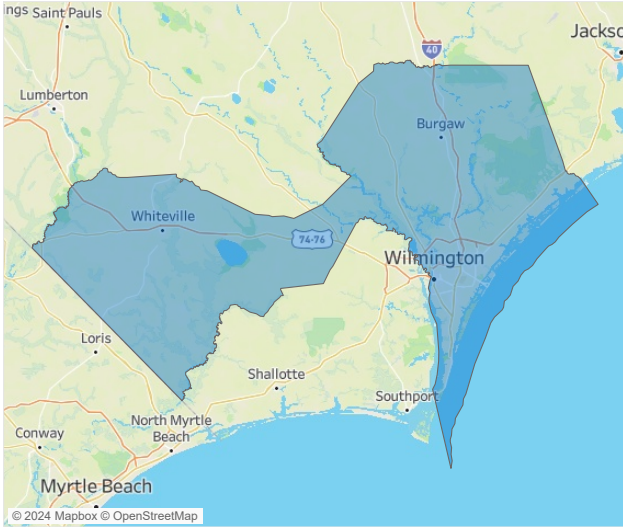 ngs
Saint Pauls
Jackso
40
Lumberton
Burgaw
Whiteville
74-76
Wilmington
Loris
Shallotte
Southport
North Myrtle
Beach
Conway
Myrtle Beach
© 2024 Mapbox © OpenStreetMap